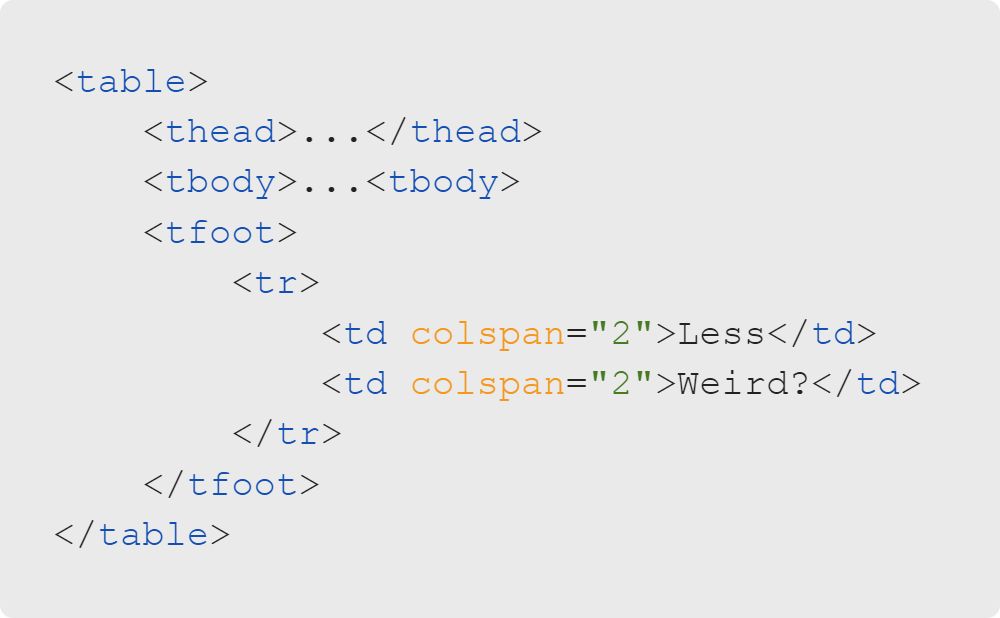 <table>
    <thead>...</thead>
    <tbody>...<tbody>
    <tfoot>
        <tr>
            <td colspan="2">Less</td>
            <td colspan="2">Weird?</td>
        </tr>
    </tfoot>
</table>